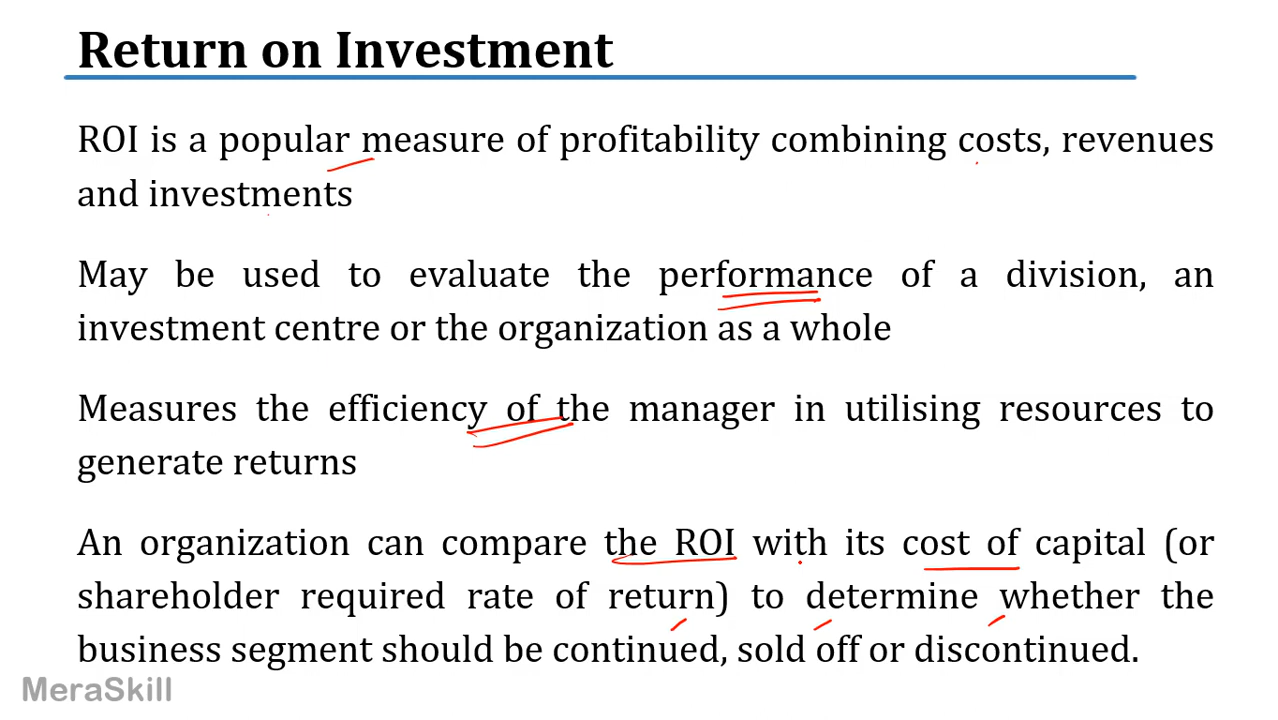 Return on Investment
ROI is a popular measure of profitability combining costs, revenues
and investments
May be used to evaluate the performance of a division, an
investment centre or the organization as a whole
Measures the efficiency of the manager in utilising resources to
generate returns
An organization can compare the ROI with its cost of capital (or
shareholder required rate of return) to determine whether the
business segment should be continued, sold off or discontinued.
MeraSkill